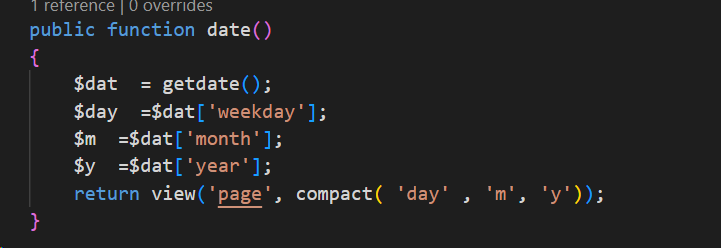 1 reference | 0 overrides
public function date()
{
    $dat  = getdate();
    $day  =$dat['weekday'];
    $m  =$dat['month'];
    $y  =$dat['year'];
    return view('page', compact( 'day' , 'm', 'y'));
}